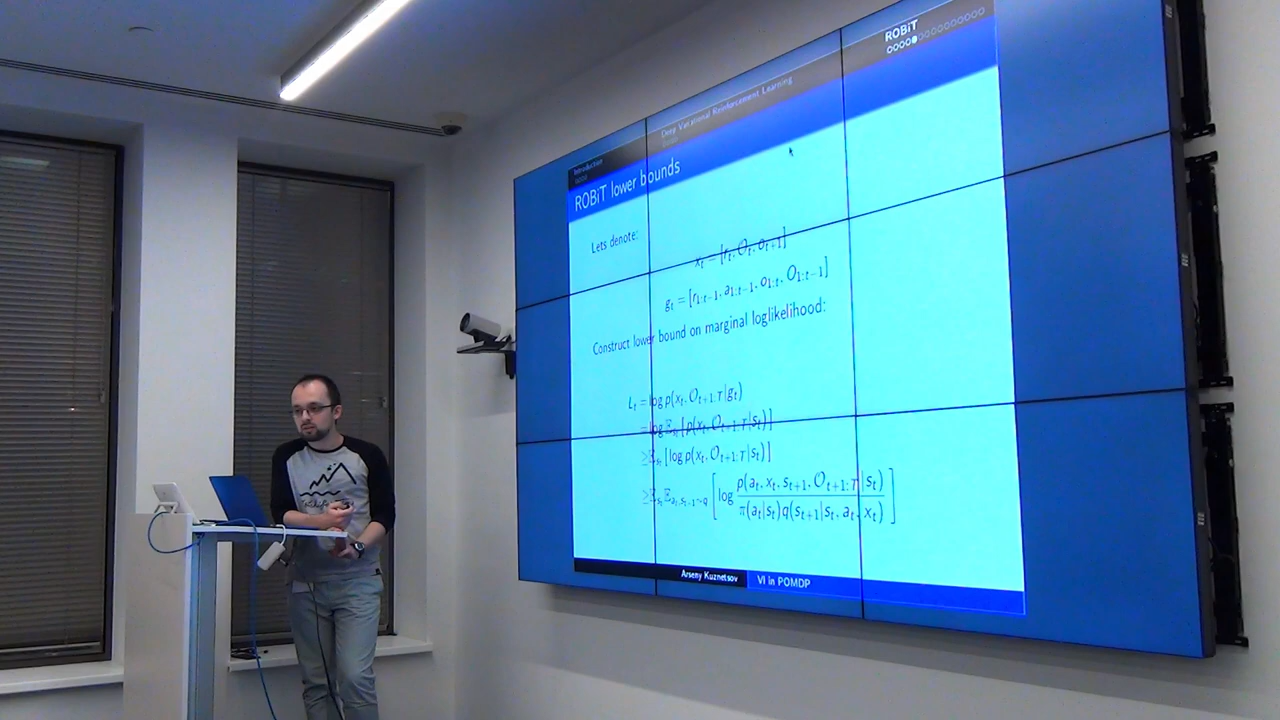 ROBiT
Introduction
Deep Variational Reinforcement Learning
ROBiT lower bounds
Lets denote:
x_t = [r_t, O_t, o_{t+1}]
g_t = [r_{1:t−1}, a_{1:t−1}, o_{1:t}, O_{1:t−1}]
Construct lower bound on marginal loglikelihood:
L_t = log p(x_t, O_{t+1:T}|g_t)
= log 𝔼_{s_t} [p(x_t, O_{t+1:T}|s_t)]
≥ 𝔼_{s_t} [log p(x_t, O_{t+1:T}|s_t)]
≥ 𝔼_{s_t} 𝔼_{a_t, s_{t+1}∼q} [log p(a_t, x_t, s_{t+1}, O_{t+1:T}|s_t) / π(a_t|s_t)q(s_{t+1}|s_t, a_t, x_t)]
Arseny Kuznetsov
VI in POMDP